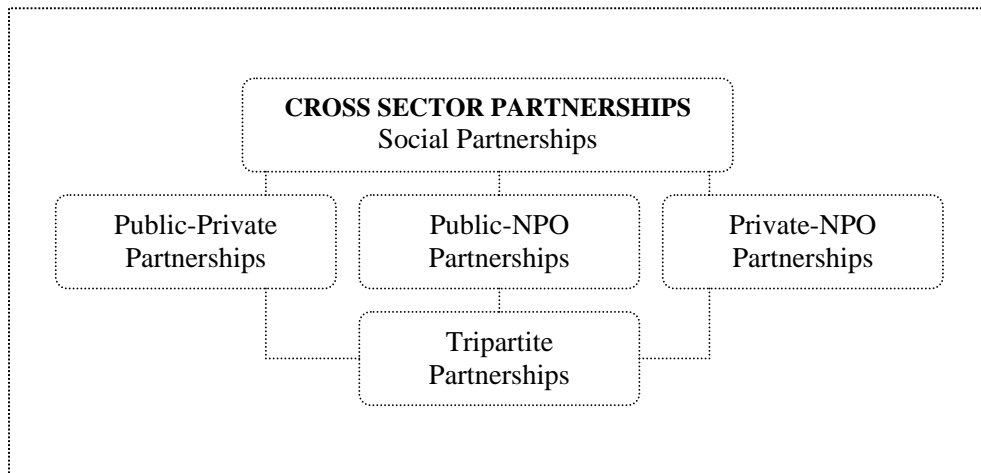 CROSS SECTOR PARTNERSHIPS
Social Partnerships
Public-Private
Partnerships
Public-NPO
Partnerships
Private-NPO
Partnerships
Tripartite
Partnerships